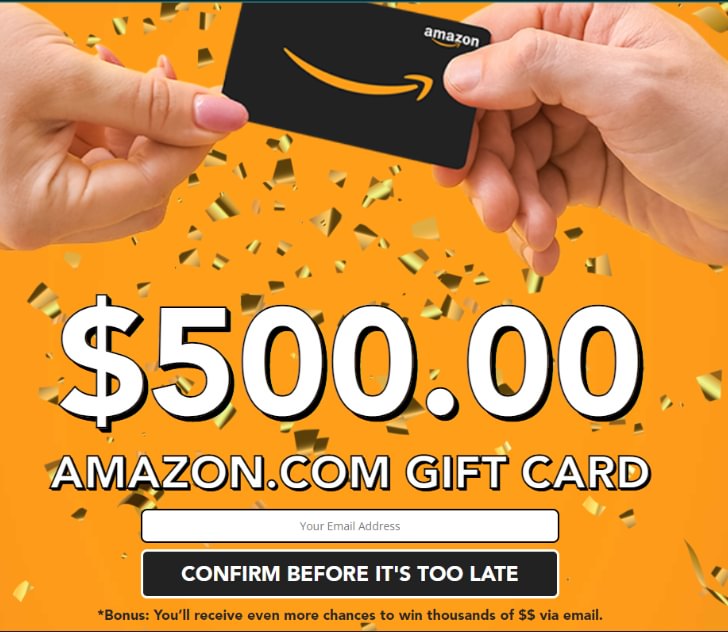 amazon
$500.00
AMAZON.COM GIFT CARD
Your Email Address
CONFIRM BEFORE IT'S TOO LATE
*Bonus: You'll receive even more chances to win thousands of $$ via email.